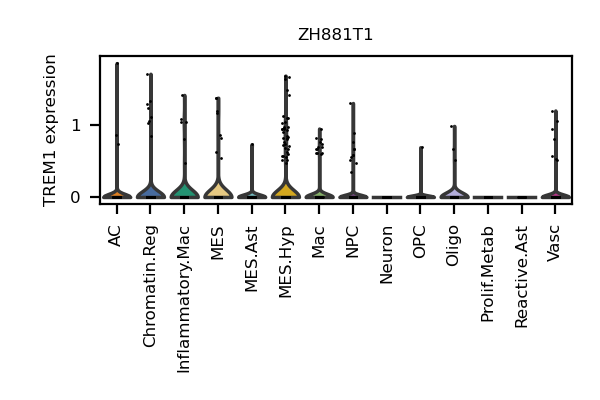 ZH881T1
TREM1 expression
1
0
AC
Chromatin.Reg
Inflammatory.Mac
MES
MES.Ast
MES.Hyp
Mac
NPC
Neuron
OPC
Oligo
Prolif.Metab
Reactive.Ast
Vasc